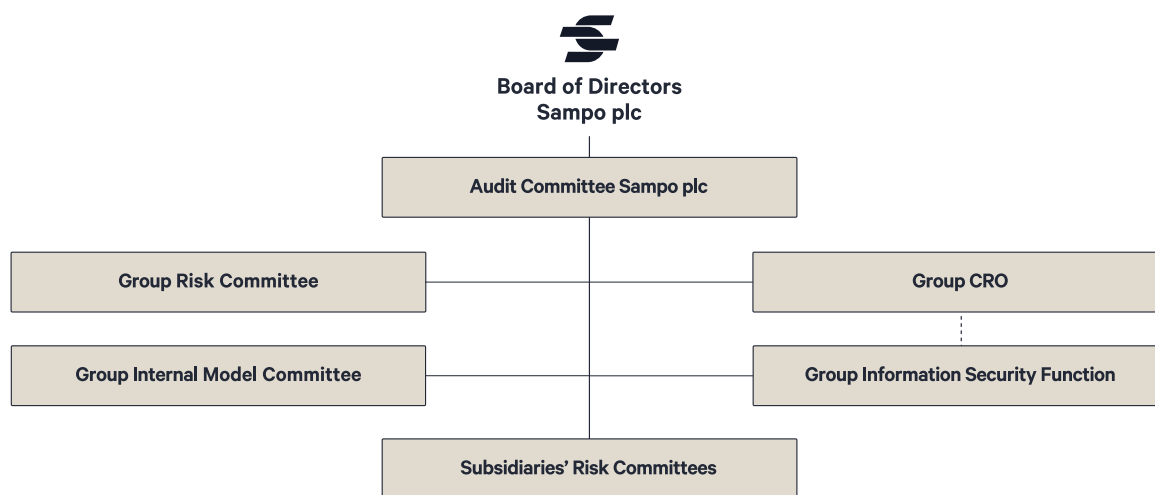 Board of Directors
Sampo plc
Audit Committee Sampo plc
Group Risk Committee
Group CRO
Group Internal Model Committee
Group Information Security Function
Subsidiaries’ Risk Committees